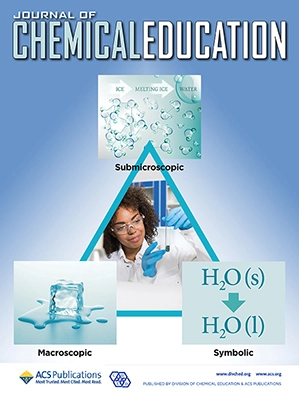 JOURNAL OF
CHEMICALEDUCATION
ICE MELTING ICE WATER
Submicroscopic
H₂O (s)
H₂O (l)
Macroscopic
Symbolic
ACS Publications
Most Trusted. Most Cited. Most Read.
www.divched.org www.acs.org
PUBLISHED BY DIVISION OF CHEMICAL EDUCATION & ACS PUBLICATIONS